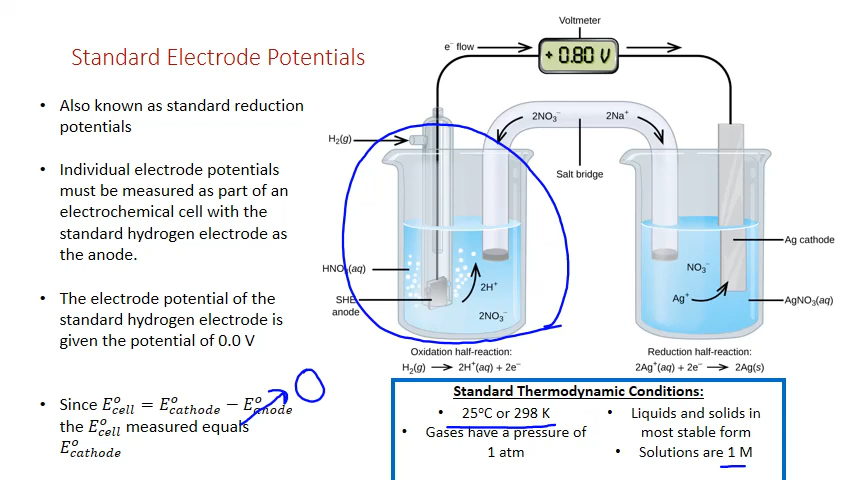 Standard Electrode Potentials
• Also known as standard reduction
potentials
• Individual electrode potentials
must be measured as part of an
electrochemical cell with the
standard hydrogen electrode as
the anode.
• The electrode potential of the
standard hydrogen electrode is
given the potential of 0.0 V
• Since E°cell = E°cathode − E°anode
the E°cell measured equals
E°cathode
Voltmeter
e⁻ flow
+ 0.80 V
H₂(g)
2NO₃⁻
2Na⁺
Salt bridge
Ag cathode
HNO₃(aq)
SHE
anode
2H⁺
2NO₃⁻
NO₃⁻
Ag⁺
AgNO₃(aq)
Oxidation half-reaction:
H₂(g) ⟶ 2H⁺(aq) + 2e⁻
Reduction half-reaction:
2Ag⁺(aq) + 2e⁻ ⟶ 2Ag(s)
Standard Thermodynamic Conditions:
• 25°C or 298 K
• Gases have a pressure of
1 atm
• Liquids and solids in
most stable form
• Solutions are 1 M